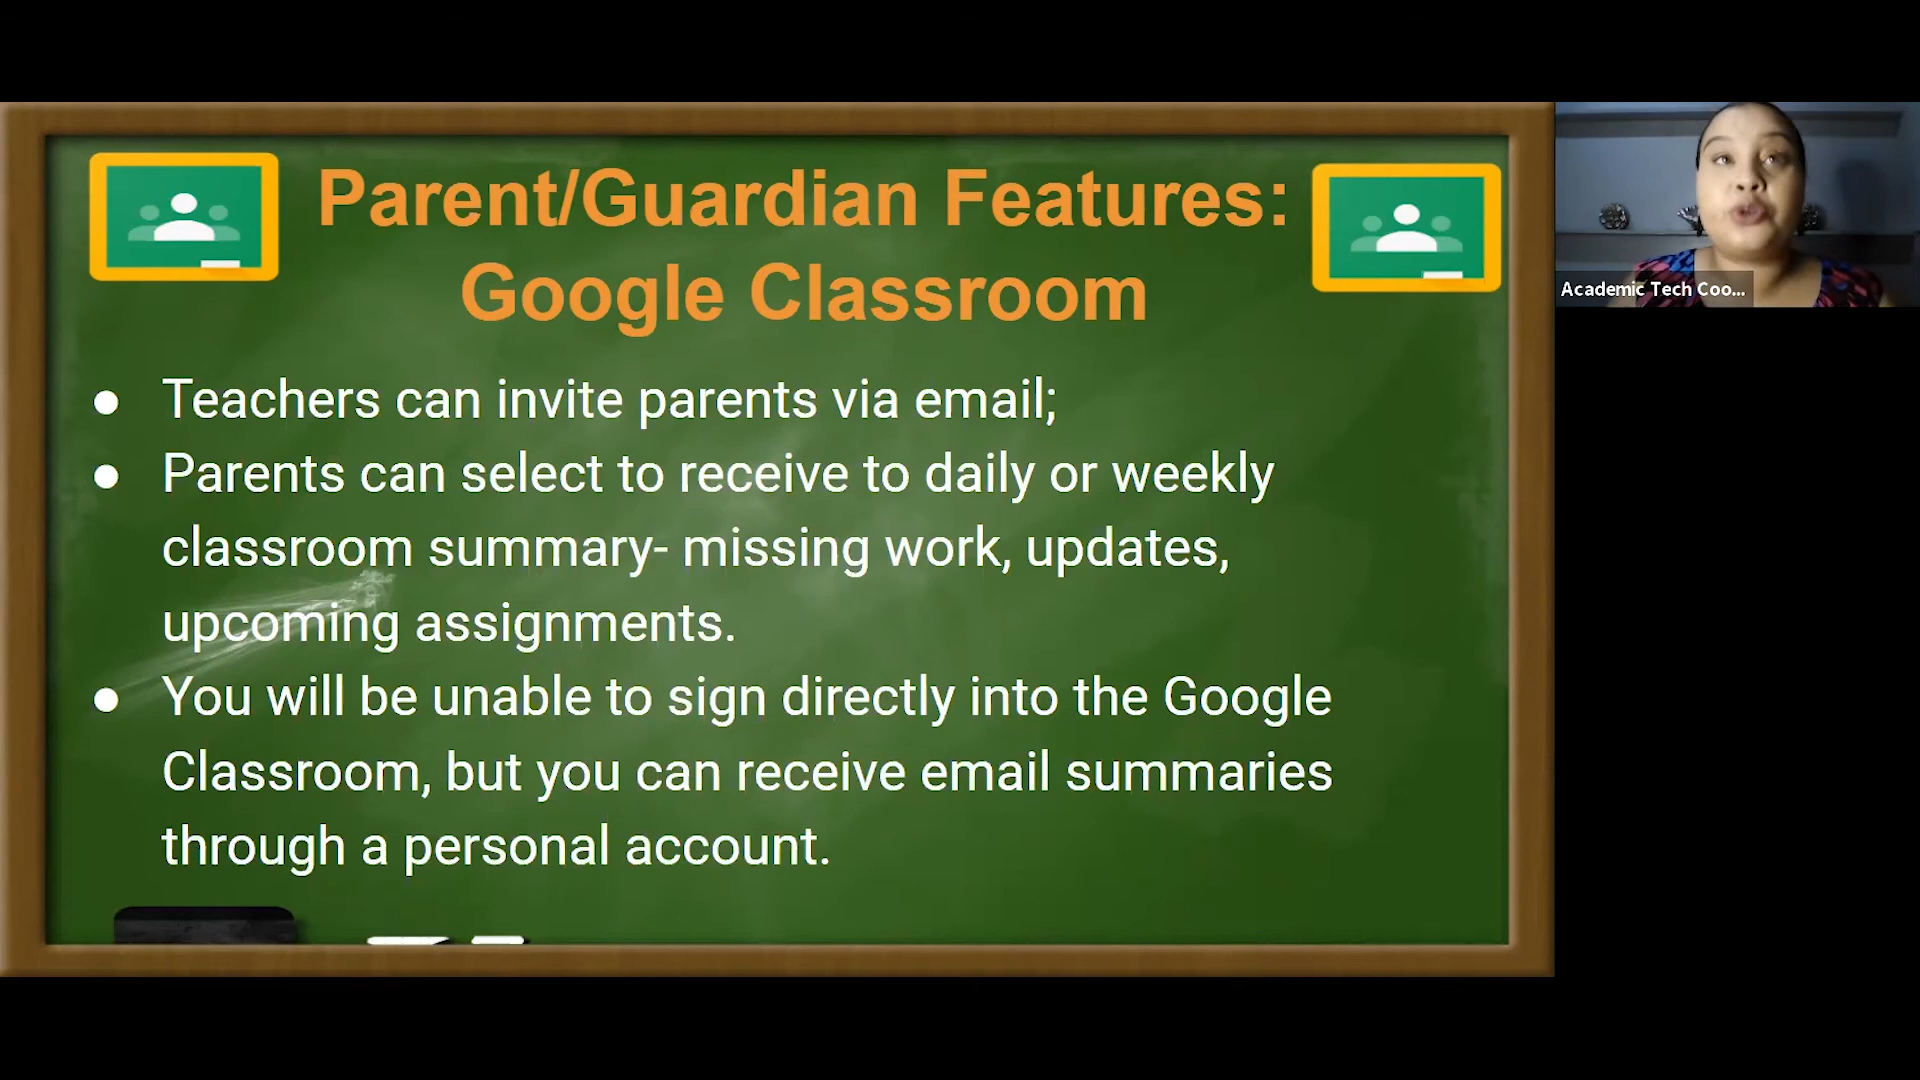 Parent/Guardian Features:
Google Classroom
● Teachers can invite parents via email;
● Parents can select to receive to daily or weekly
classroom summary- missing work, updates,
upcoming assignments.
● You will be unable to sign directly into the Google
Classroom, but you can receive email summaries
through a personal account.
Academic Tech Coo...